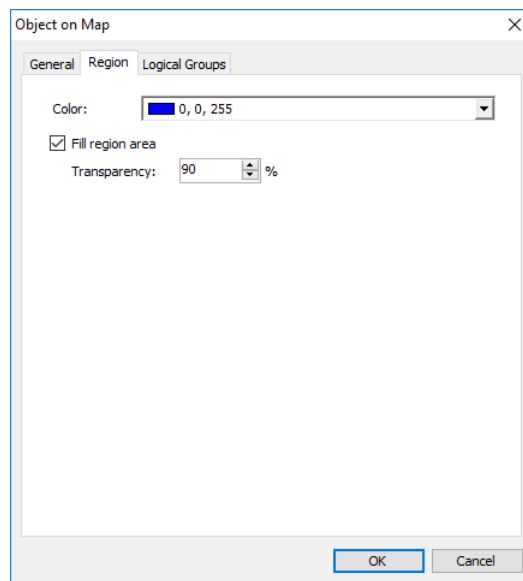 Object on Map
General Region Logical Groups
Color: 0, 0, 255
Fill region area
Transparency: 90 %
OK Cancel